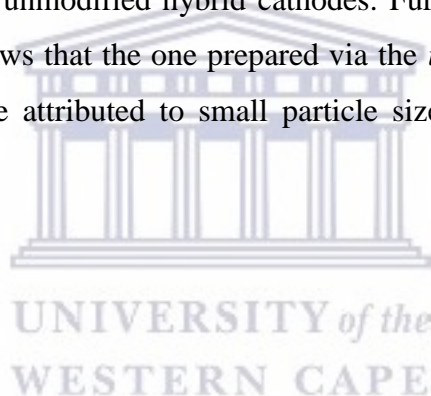 unmodified hybrid cathodes. Fur
ws that the one prepared via the
e attributed to small particle size
UNIVERSITY of the
WESTERN CAPE